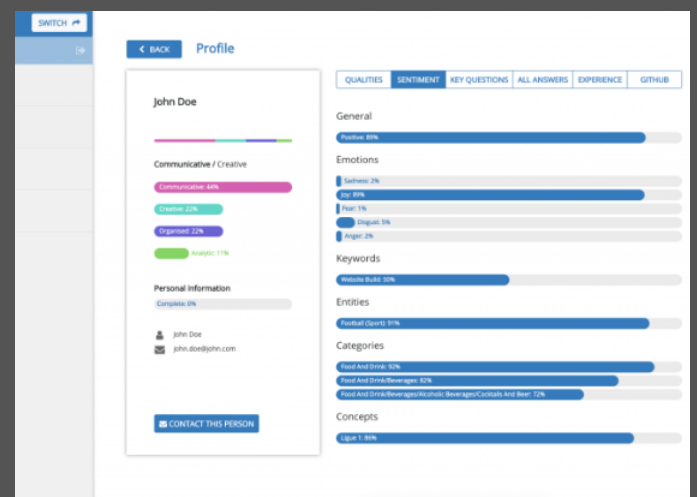 SWITCH
BACK
Profile
John Doe
Communicative / Creative
Communicative: 44%
Creative: 22%
Organised: 22%
Analytic: 11%
Personal information
Complete: 0%
John Doe
john.doe@john.com
CONTACT THIS PERSON
QUALITIES SENTIMENT KEY QUESTIONS ALL ANSWERS EXPERIENCE GITHUB
General
Positive: 89%
Emotions
Sadness: 2%
Joy: 89%
Fear: 1%
Disgust: 5%
Anger: 2%
Keywords
Website Build: 50%
Entities
Football (Sport): 91%
Categories
Food And Drink: 92%
Food And Drink/Beverages: 82%
Food And Drink/Beverages/Alcoholic Beverages/Cocktails And Beer: 72%
Concepts
Ligue 1: 86%